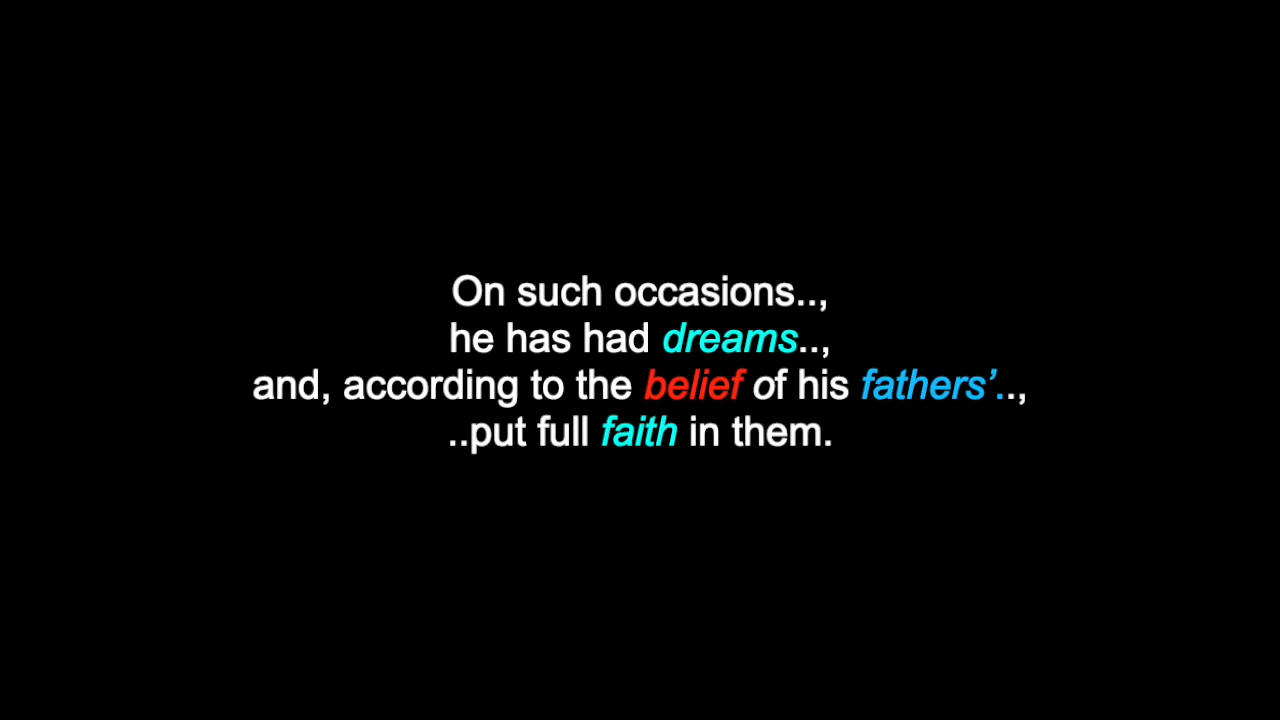 On such occasions..,
he has had dreams..,
and, according to the belief of his fathers’..,
..put full faith in them.